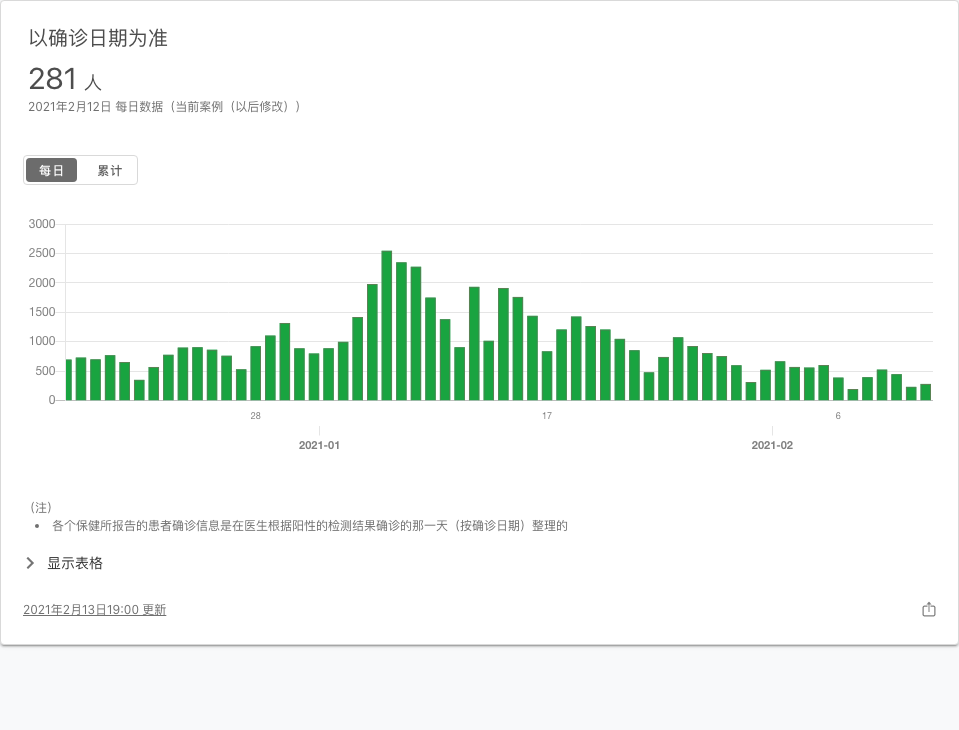 以确诊日期为准
281 人
2021年2月12日 每日数据（当前案例（以后修改））
每日 累计
3000
2500
2000
1500
1000
500
0
28 17 6
2021-01 2021-02
（注）
• 各个保健所报告的患者确诊信息是在医生根据阳性的检测结果确诊的那一天（按确诊日期）整理的
显示表格
2021年2月13日19:00 更新